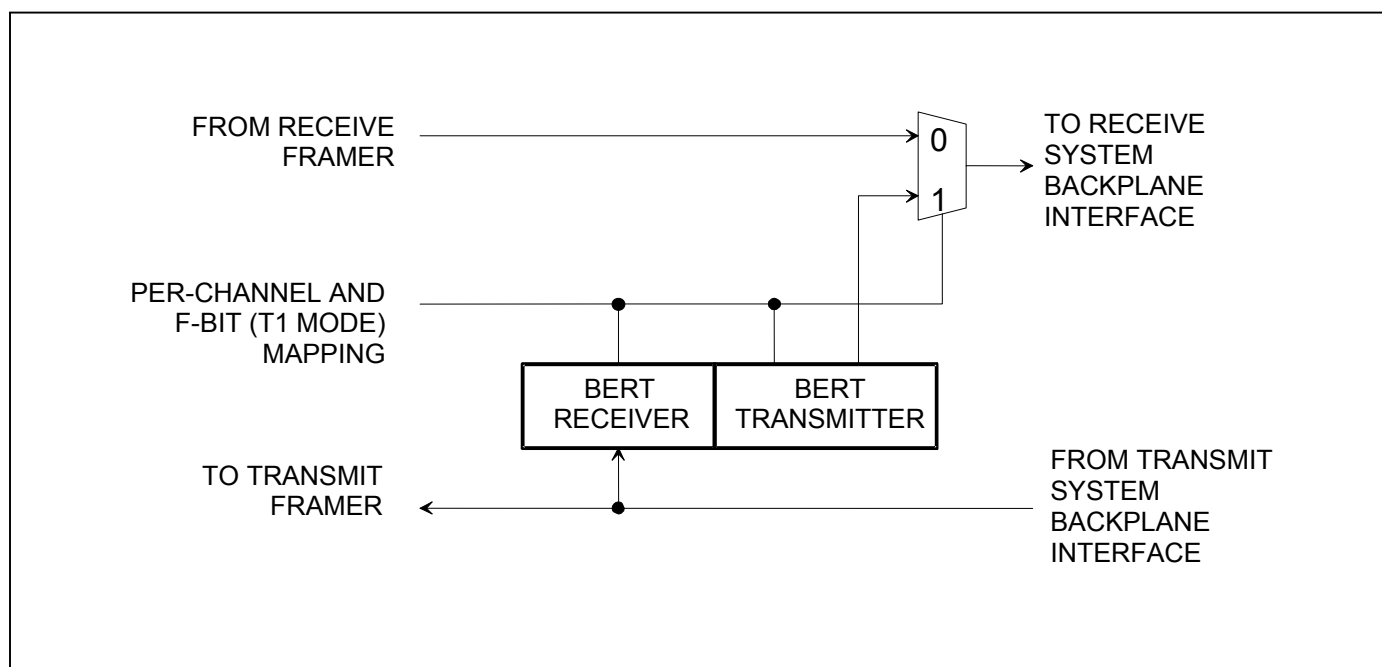 FROM RECEIVE
FRAMER
0
1
TO RECEIVE
SYSTEM
BACKPLANE
INTERFACE
PER-CHANNEL AND
F-BIT (T1 MODE)
MAPPING
BERT
RECEIVER
BERT
TRANSMITTER
TO TRANSMIT
FRAMER
FROM TRANSMIT
SYSTEM
BACKPLANE
INTERFACE